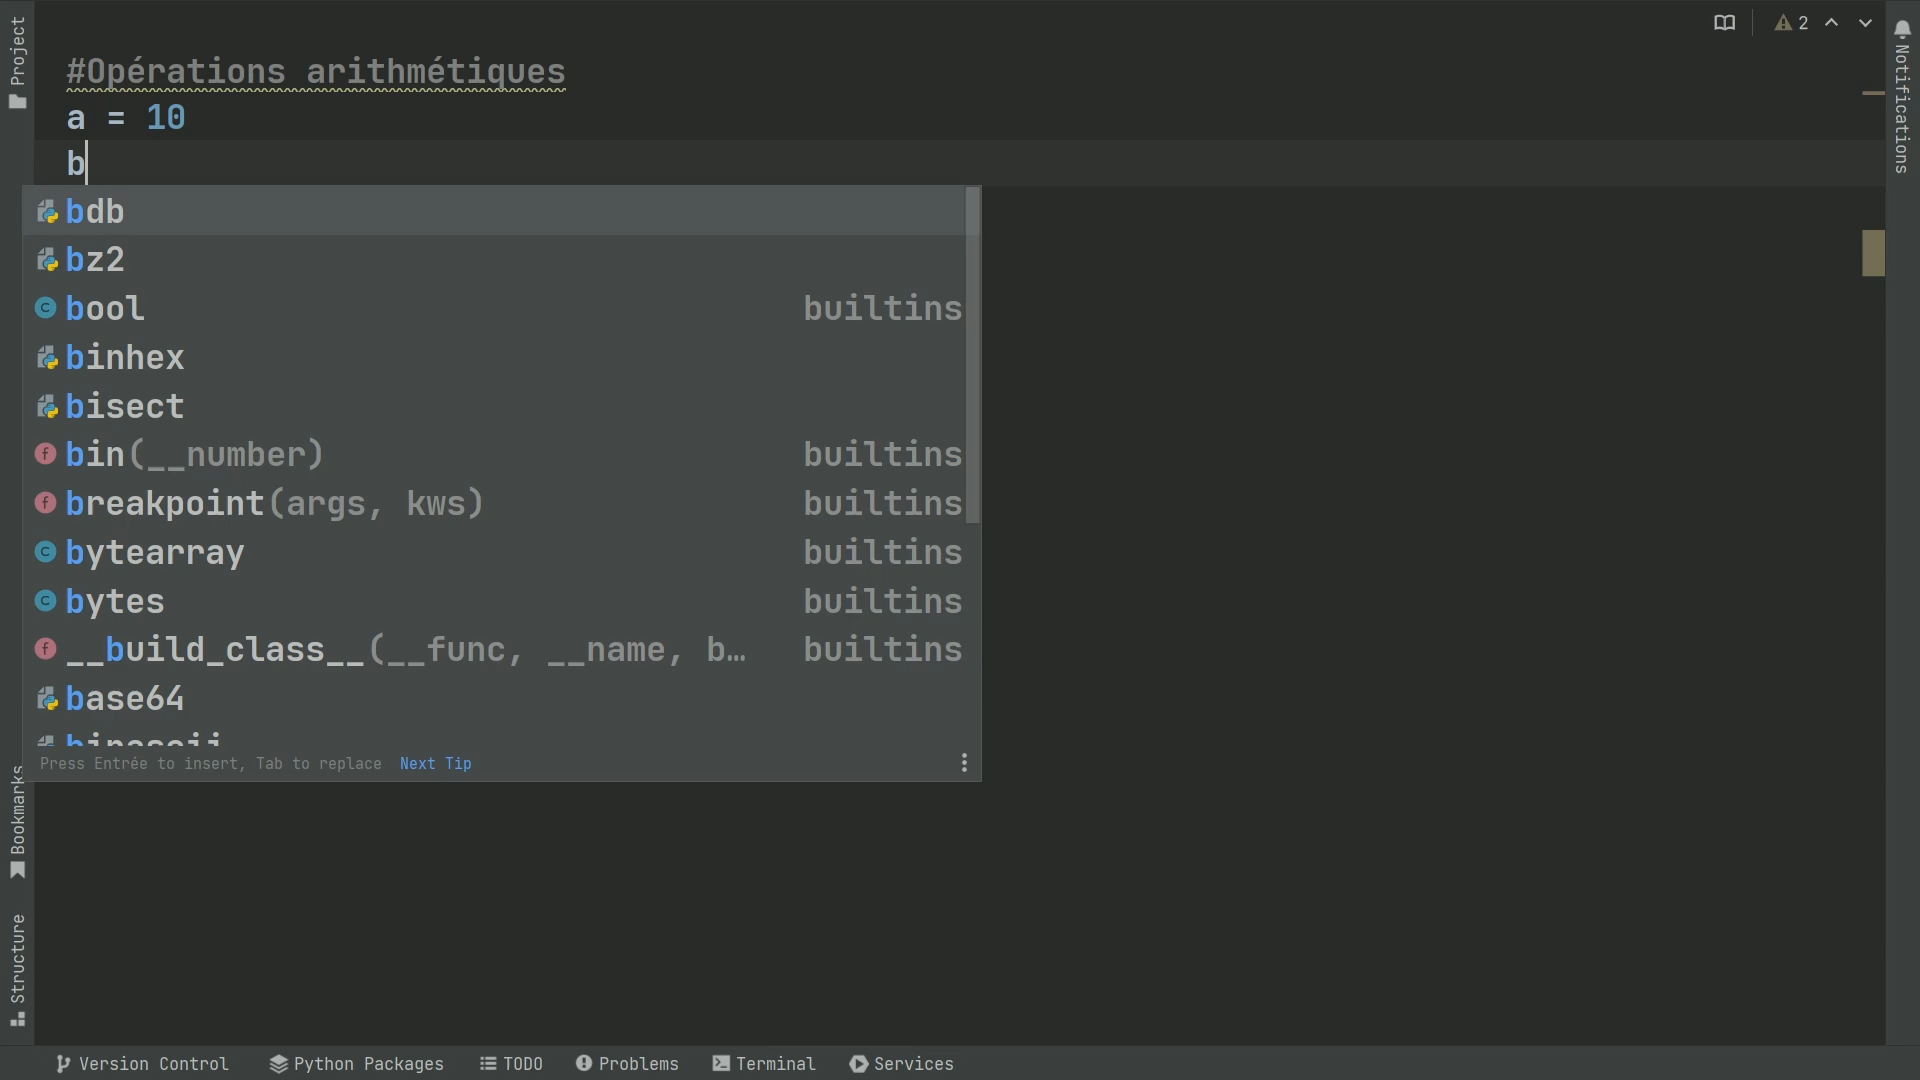 Project
2
Notifications
#Opérations arithmétiques
a = 10
b
bdb
bz2
bool builtins
binhex
bisect
bin(__number) builtins
breakpoint(args, kws) builtins
bytearray builtins
bytes builtins
__build_class__(__func, __name, b… builtins
base64
binascii
Press Entrée to insert, Tab to replace Next Tip
Bookmarks
Structure
Version Control Python Packages TODO Problems Terminal Services